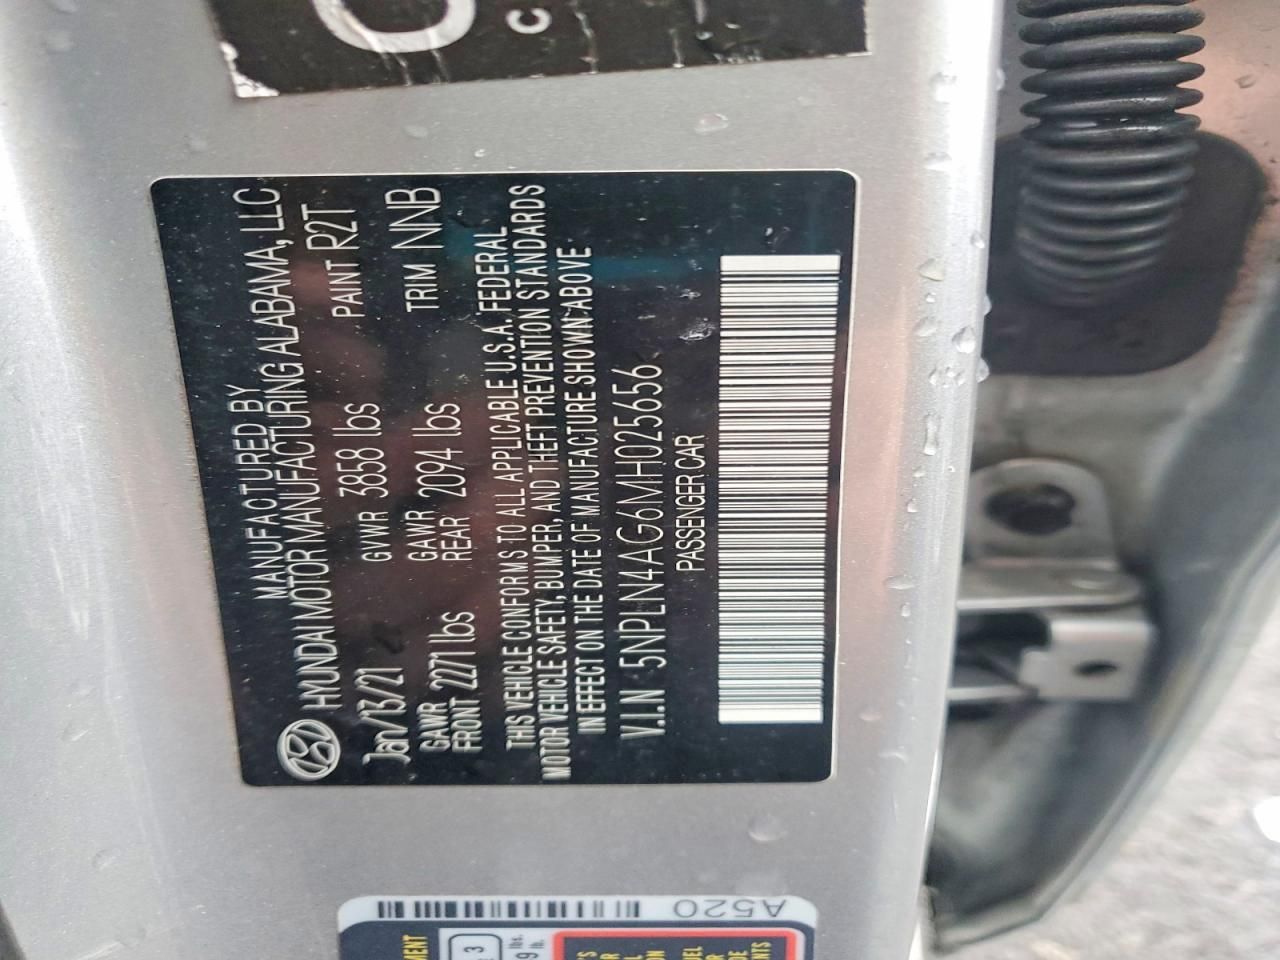 C
MANUFACTURED BY
HYUNDAI MOTOR MANUFACTURING ALABAMA, LLC
Jan/13/21 GVWR 3858 lbs PAINT R2T
GAWR FRONT 2271 lbs GAWR REAR 2094 lbs TRIM NNB
THIS VEHICLE CONFORMS TO ALL APPLICABLE U.S.A. FEDERAL
MOTOR VEHICLE SAFETY, BUMPER, AND THEFT PREVENTION STANDARDS
IN EFFECT ON THE DATE OF MANUFACTURE SHOWN ABOVE
V.I.N 5NPLN4AG6MH025656
PASSENGER CAR
A520
3